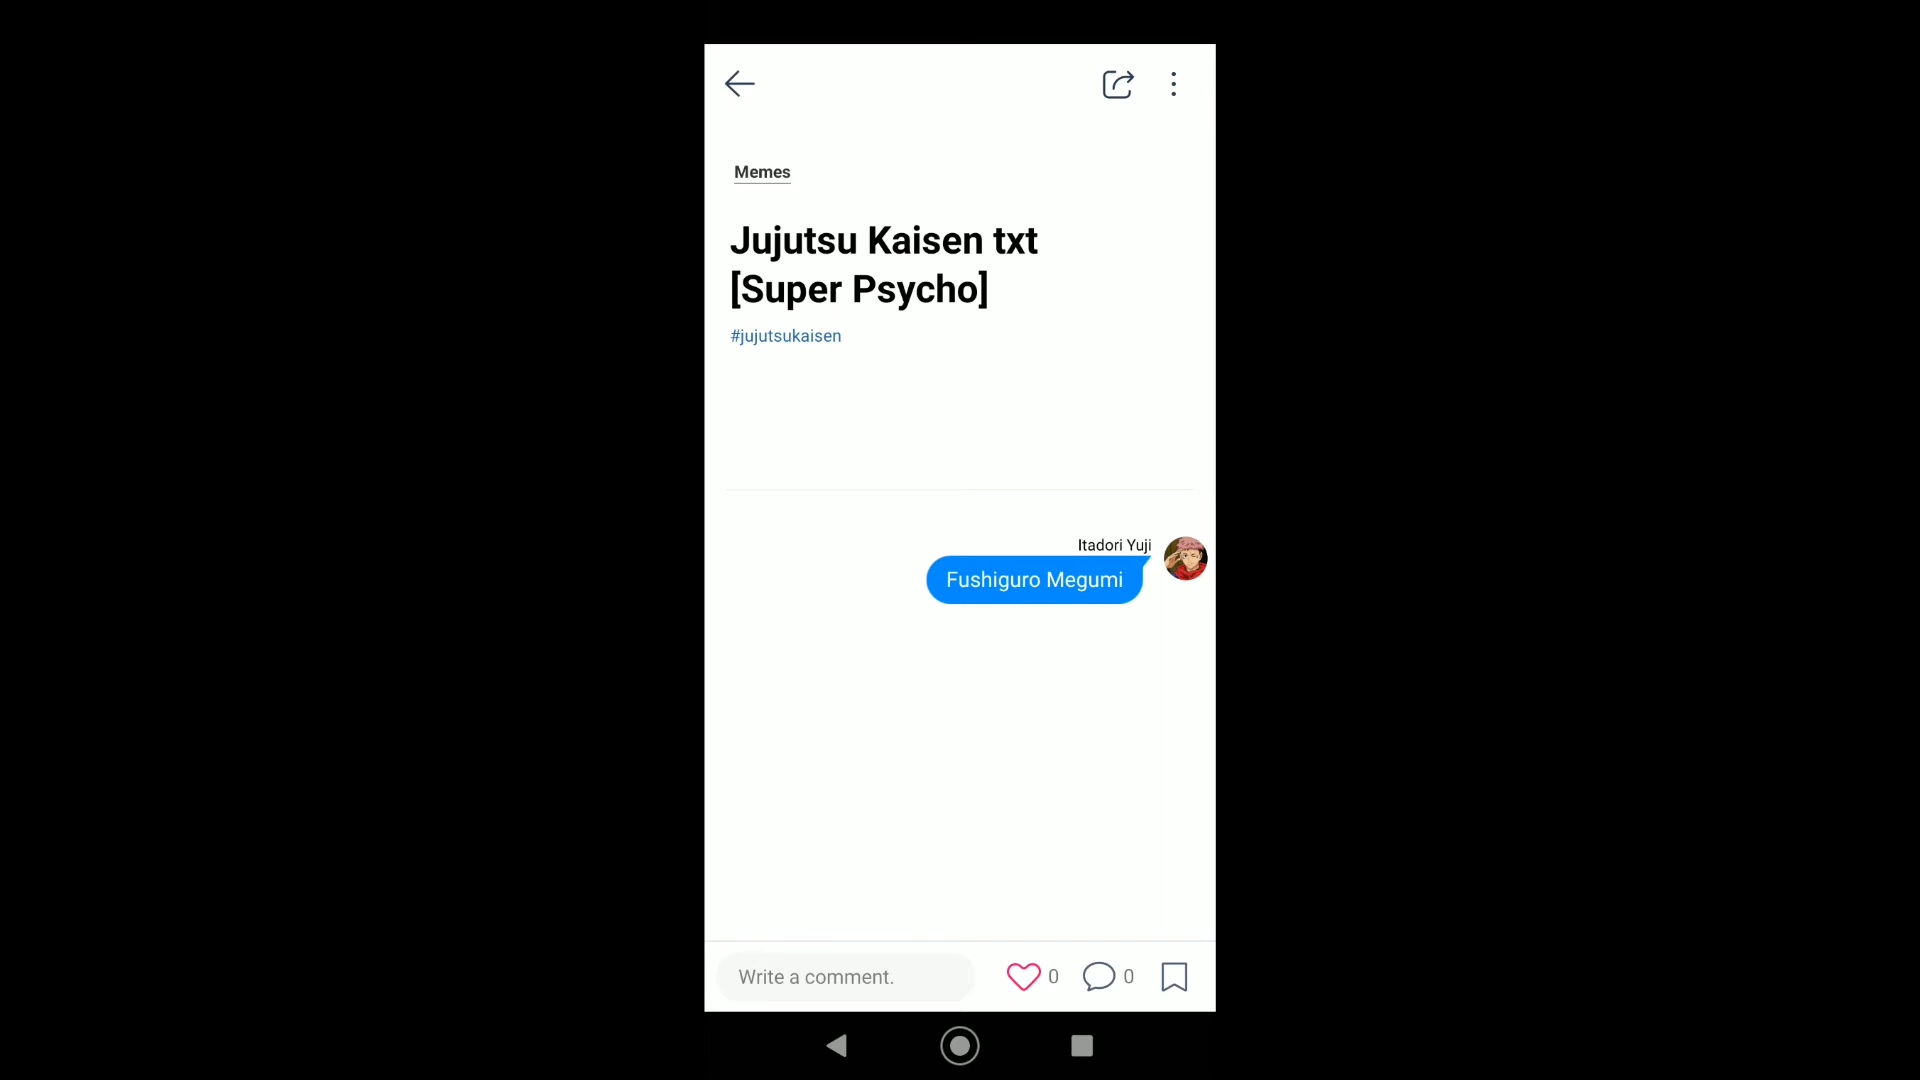 Memes
Jujutsu Kaisen txt
[Super Psycho]
#jujutsukaisen
Itadori Yuji
Fushiguro Megumi
Write a comment.
0
0